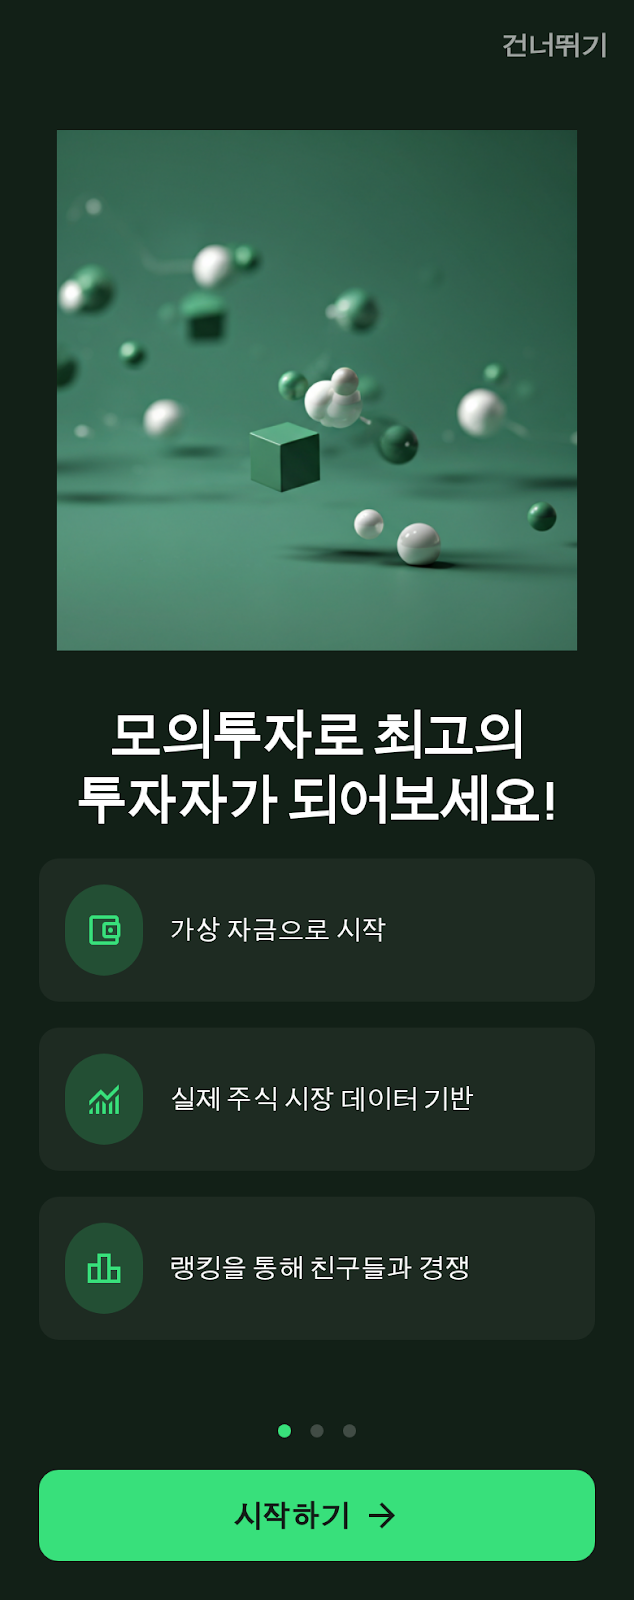 건너뛰기
모의투자로 최고의
투자자가 되어보세요!
가상 자금으로 시작
실제 주식 시장 데이터 기반
랭킹을 통해 친구들과 경쟁
시작하기